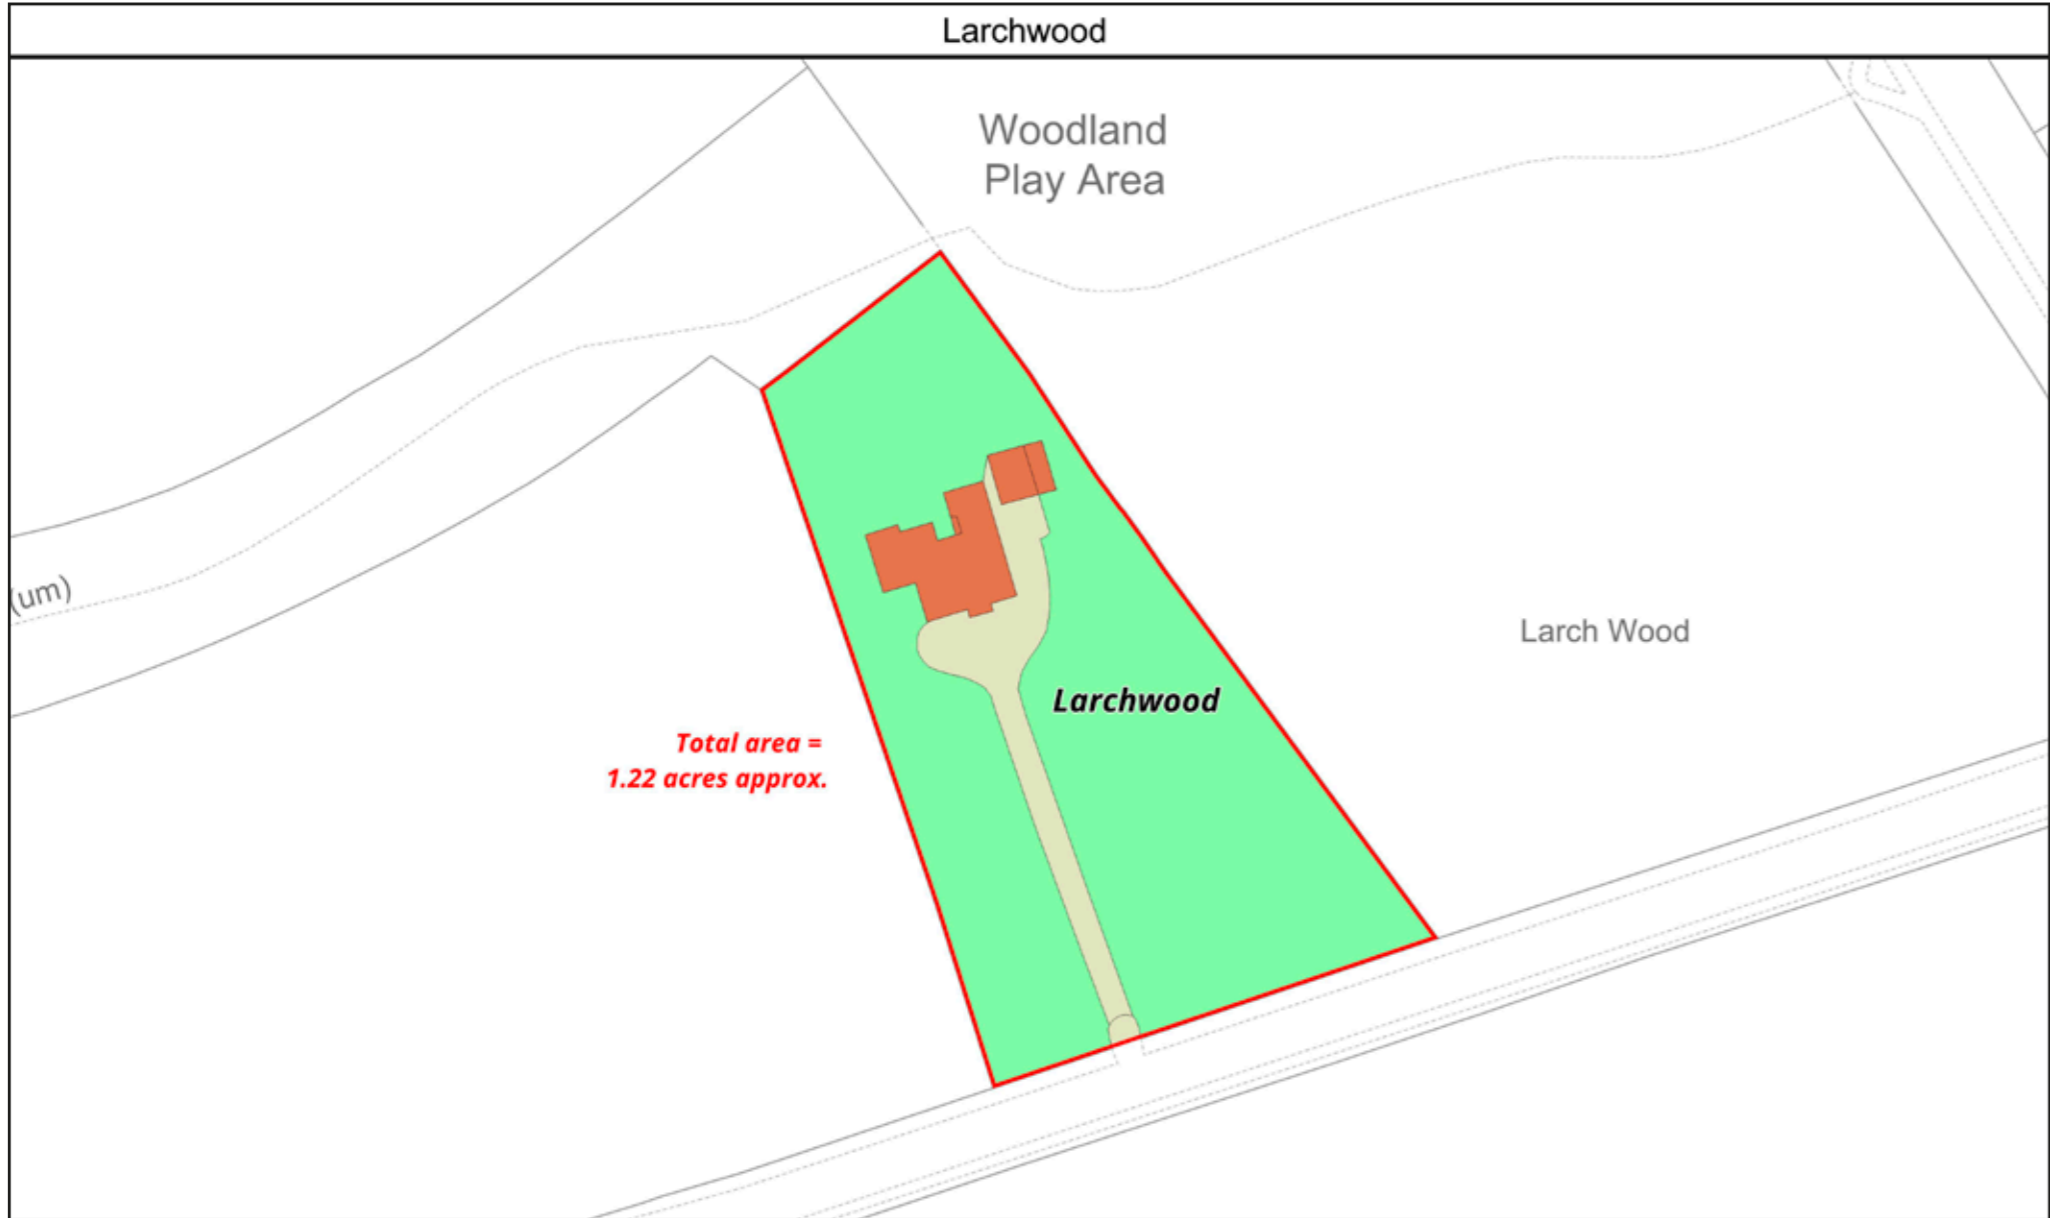 Larchwood
Woodland
Play Area
(um)
Larch Wood
Larchwood
Total area =
1.22 acres approx.